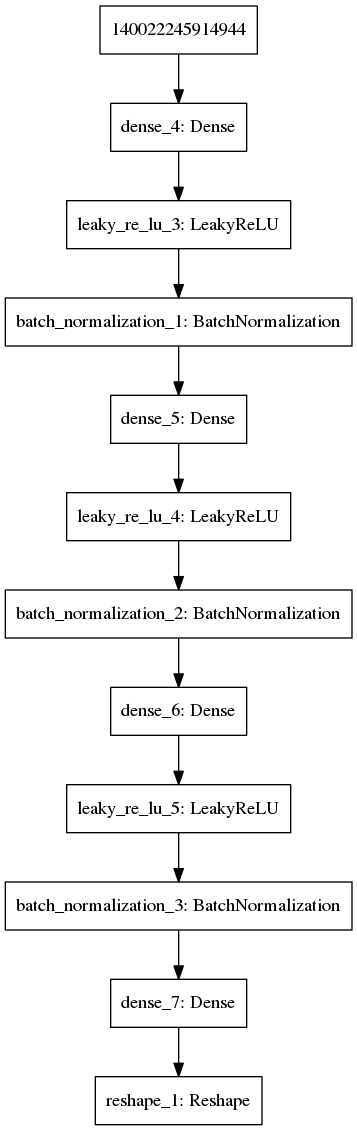 140022245914944
dense_4: Dense
leaky_re_lu_3: LeakyReLU
batch_normalization_1: BatchNormalization
dense_5: Dense
leaky_re_lu_4: LeakyReLU
batch_normalization_2: BatchNormalization
dense_6: Dense
leaky_re_lu_5: LeakyReLU
batch_normalization_3: BatchNormalization
dense_7: Dense
reshape_1: Reshape